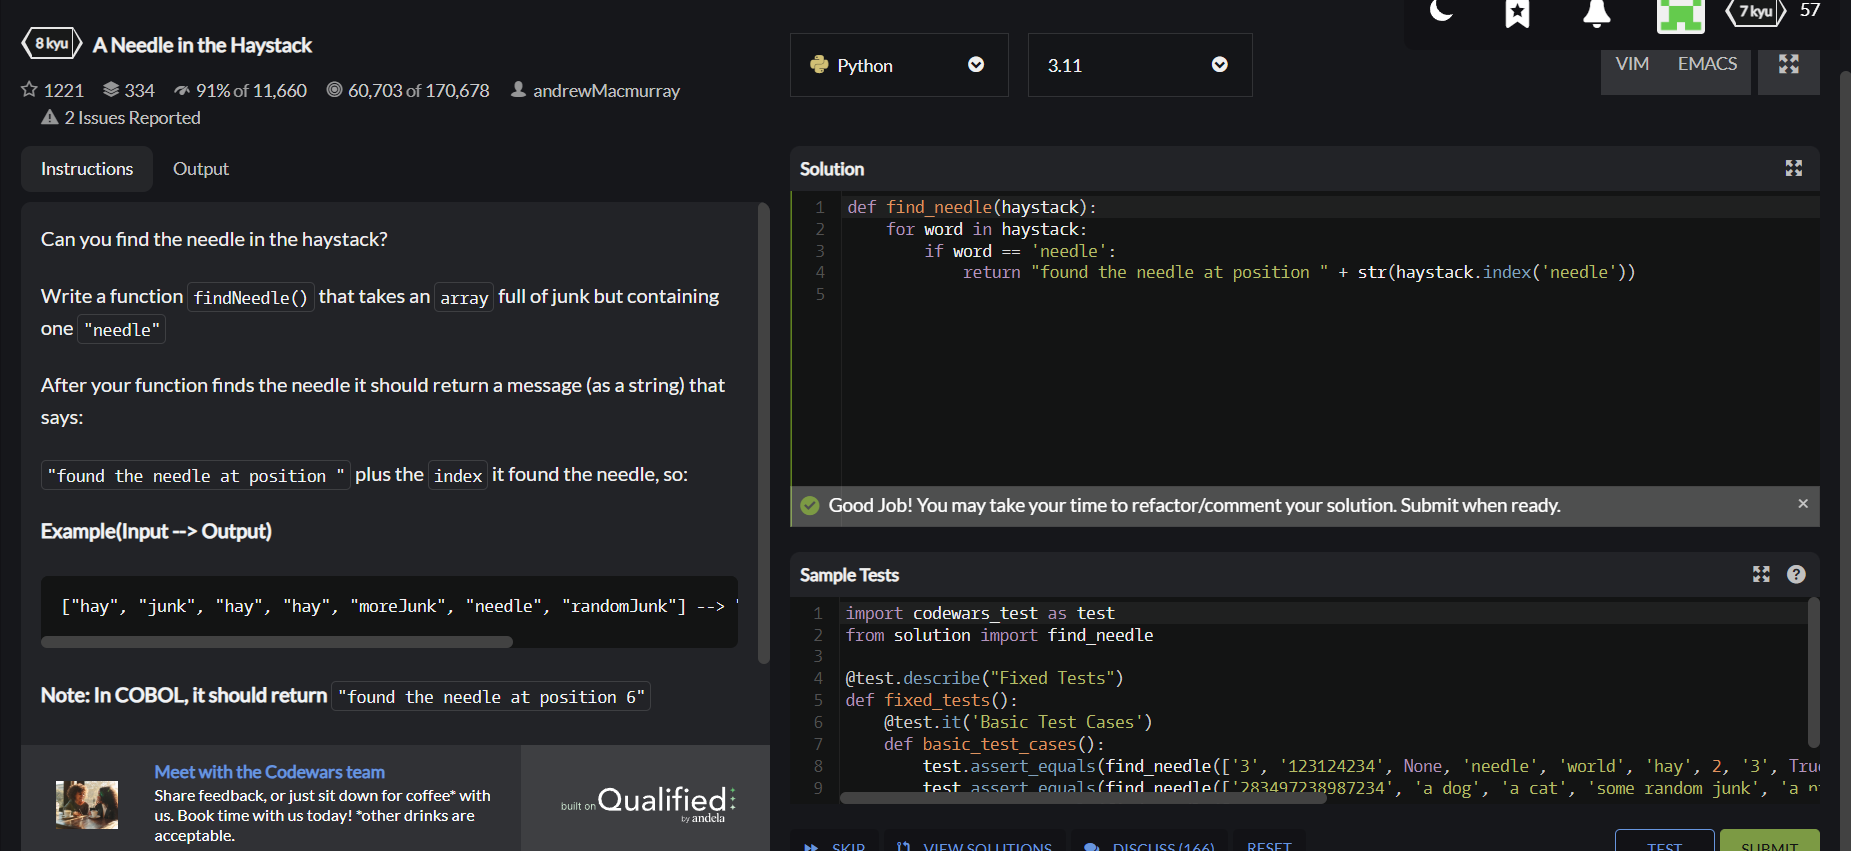 8 kyu A Needle in the Haystack
1221 334 91% of 11,660 60,703 of 170,678 andrewMacmurray
2 Issues Reported
Instructions Output
Can you find the needle in the haystack?
Write a function findNeedle() that takes an array full of junk but containing
one "needle"
After your function finds the needle it should return a message (as a string) that
says:
"found the needle at position " plus the index it found the needle, so:
Example(Input --> Output)
["hay", "junk", "hay", "hay", "moreJunk", "needle", "randomJunk"] --> "
Note: In COBOL, it should return "found the needle at position 6"
Meet with the Codewars team
Share feedback, or just sit down for coffee* with
us. Book time with us today! *other drinks are
acceptable.
built on Qualified
by andela
7 kyu 57
Python 3.11
VIM EMACS
Solution
1 def find_needle(haystack):
2     for word in haystack:
3         if word == 'needle':
4             return "found the needle at position " + str(haystack.index('needle'))
5
Good Job! You may take your time to refactor/comment your solution. Submit when ready. ×
Sample Tests ?
1 import codewars_test as test
2 from solution import find_needle
3
4 @test.describe("Fixed Tests")
5 def fixed_tests():
6     @test.it('Basic Test Cases')
7     def basic_test_cases():
8         test.assert_equals(find_needle(['3', '123124234', None, 'needle', 'world', 'hay', 2, '3', Tru
9         test.assert_equals(find_needle(['283497238987234', 'a dog', 'a cat', 'some random junk', 'a
SKIP VIEW SOLUTIONS DISCUSS (166) RESET TEST SUBMIT